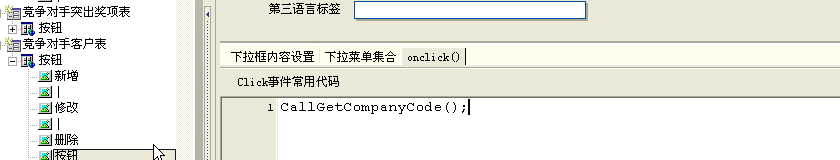 竞争对手突出奖项表
按钮
竞争对手客户表
按钮
新增
|
修改
|
删除
按钮
第三语言标签
下拉框内容设置 下拉菜单集合 onclick()
Click事件常用代码
1 CallGetCompanyCode();